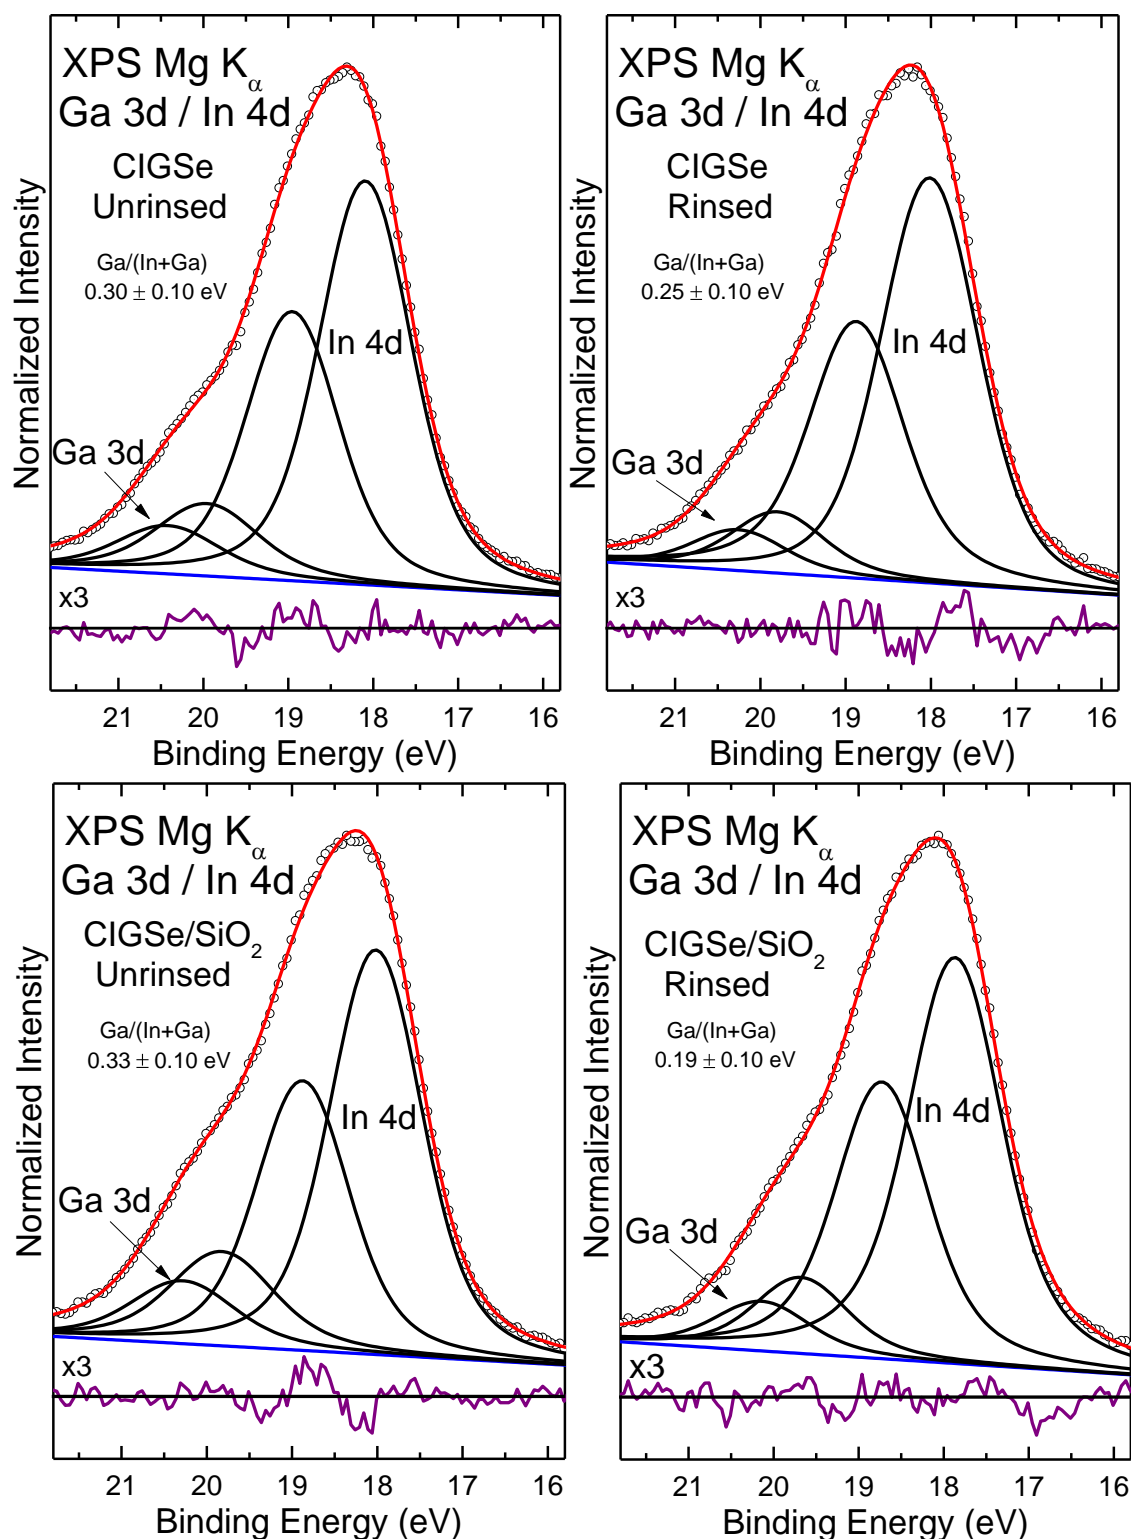 XPS Mg Kα
Ga 3d / In 4d
CIGSe
Unrinsed
Ga/(In+Ga)
0.30 ± 0.10 eV
In 4d
Ga 3d
x3
Normalized Intensity
21 20 19 18 17 16
Binding Energy (eV)
XPS Mg Kα
Ga 3d / In 4d
CIGSe
Rinsed
Ga/(In+Ga)
0.25 ± 0.10 eV
In 4d
Ga 3d
x3
Normalized Intensity
21 20 19 18 17 16
Binding Energy (eV)
XPS Mg Kα
Ga 3d / In 4d
CIGSe/SiO₂
Unrinsed
Ga/(In+Ga)
0.33 ± 0.10 eV
In 4d
Ga 3d
x3
Normalized Intensity
21 20 19 18 17 16
Binding Energy (eV)
XPS Mg Kα
Ga 3d / In 4d
CIGSe/SiO₂
Rinsed
Ga/(In+Ga)
0.19 ± 0.10 eV
In 4d
Ga 3d
x3
Normalized Intensity
21 20 19 18 17 16
Binding Energy (eV)